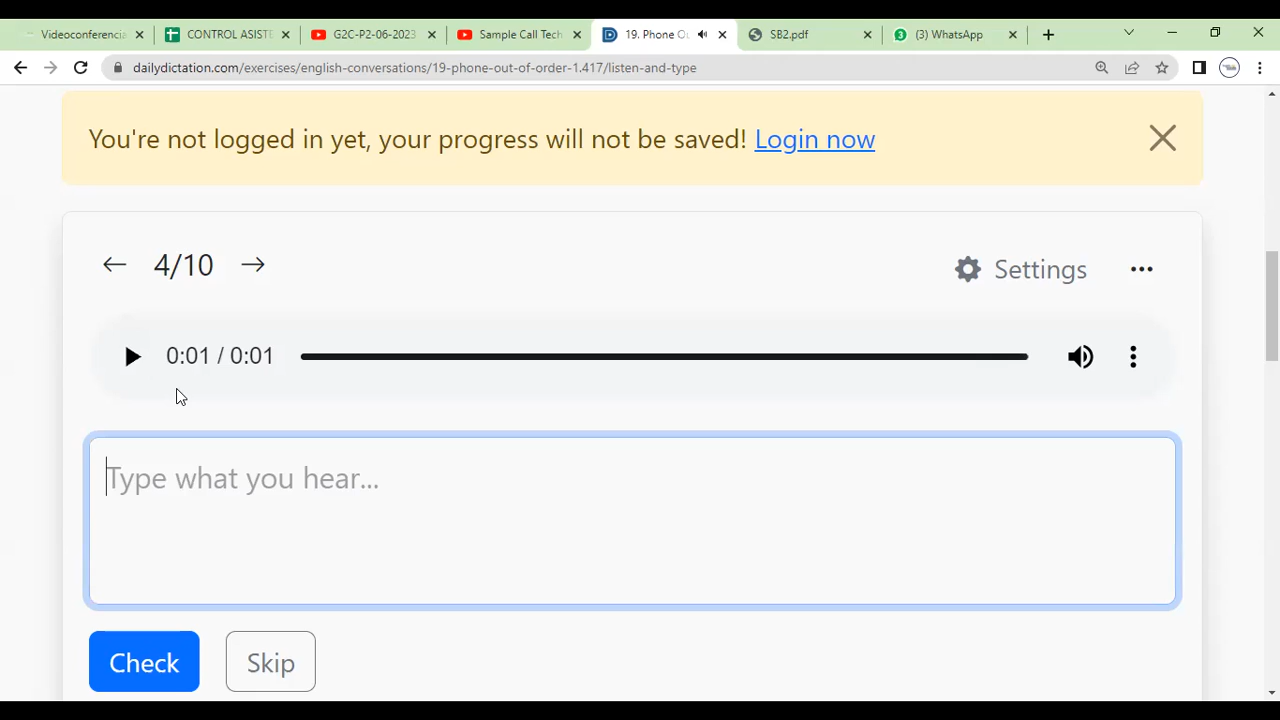 Videoconferencia
CONTROL ASISTE
G2C-P2-06-2023
Sample Call Tech
19. Phone Ou
SB2.pdf
(3) WhatsApp
dailydictation.com/exercises/english-conversations/19-phone-out-of-order-1.417/listen-and-type
You're not logged in yet, your progress will not be saved! Login now
4/10
Settings
0:01 / 0:01
Type what you hear...
Check
Skip